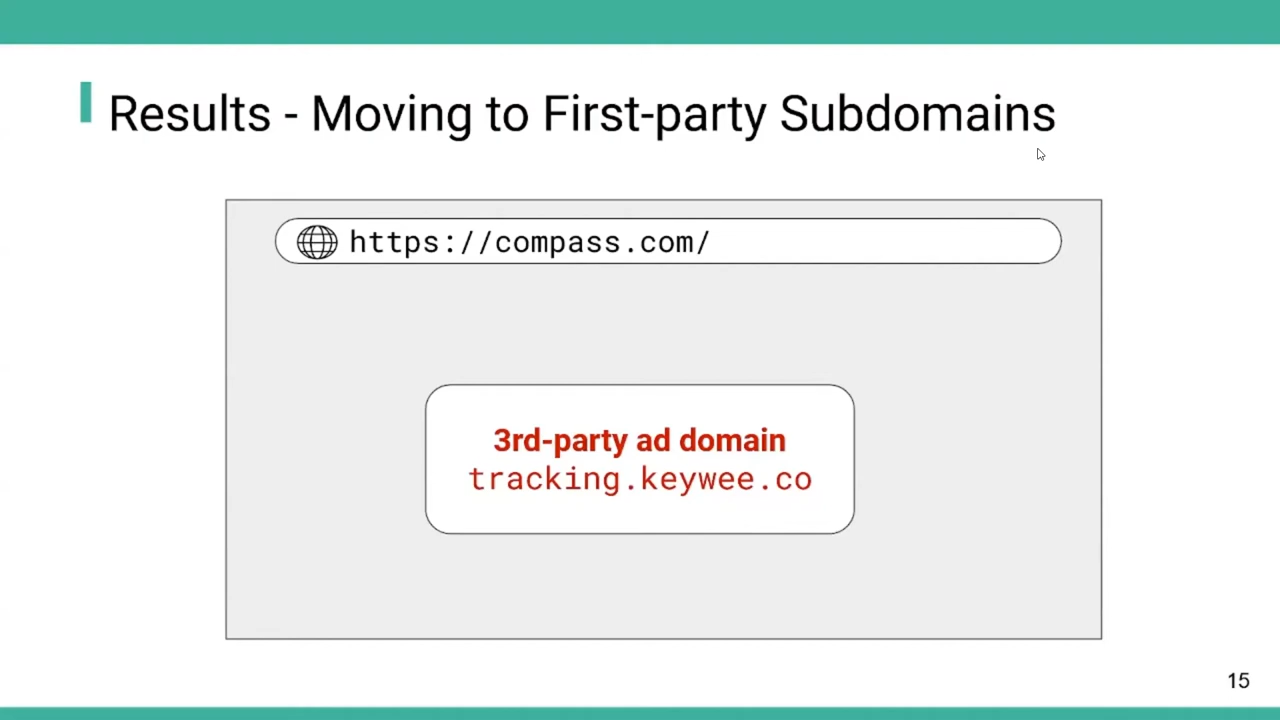 Results - Moving to First-party Subdomains
https://compass.com/
3rd-party ad domain
tracking.keywee.co
15